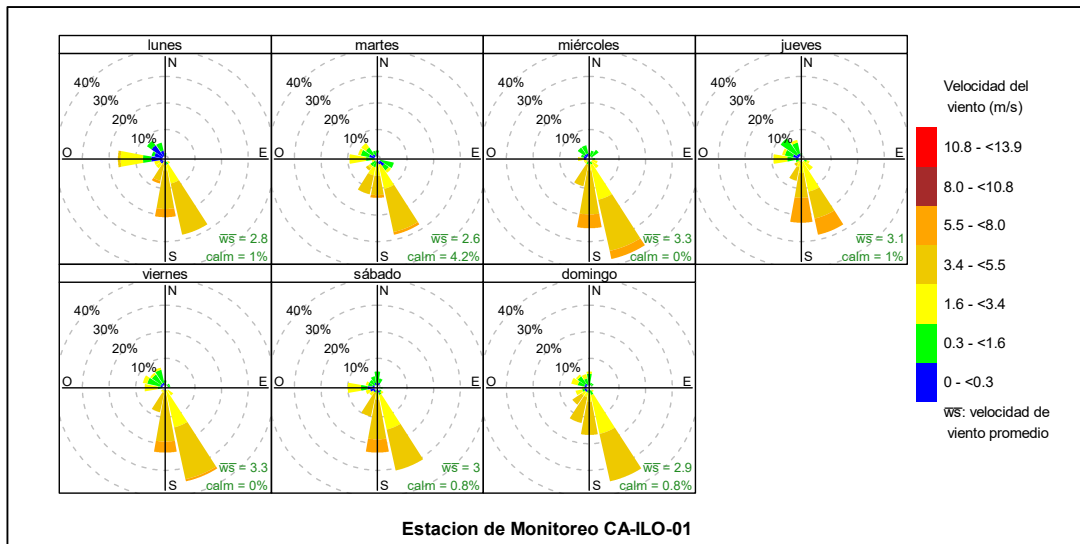 lunes
martes
miércoles
jueves
N
N
N
N
40%
30%
20%
10%
40%
30%
20%
10%
40%
30%
20%
10%
40%
30%
20%
10%
O
E
O
E
O
E
O
E
S
S
S
S
ws = 2.8
calm = 1%
ws = 2.6
calm = 4.2%
ws = 3.3
calm = 0%
ws = 3.1
calm = 1%
viernes
sábado
domingo
N
N
N
40%
30%
20%
10%
40%
30%
20%
10%
40%
30%
20%
10%
O
E
O
E
O
E
S
S
S
ws = 3.3
calm = 0%
ws = 3
calm = 0.8%
ws = 2.9
calm = 0.8%
Velocidad del
viento (m/s)
10.8 - <13.9
8.0 - <10.8
5.5 - <8.0
3.4 - <5.5
1.6 - <3.4
0.3 - <1.6
0 - <0.3
ws: velocidad de
viento promedio
Estacion de Monitoreo CA-ILO-01